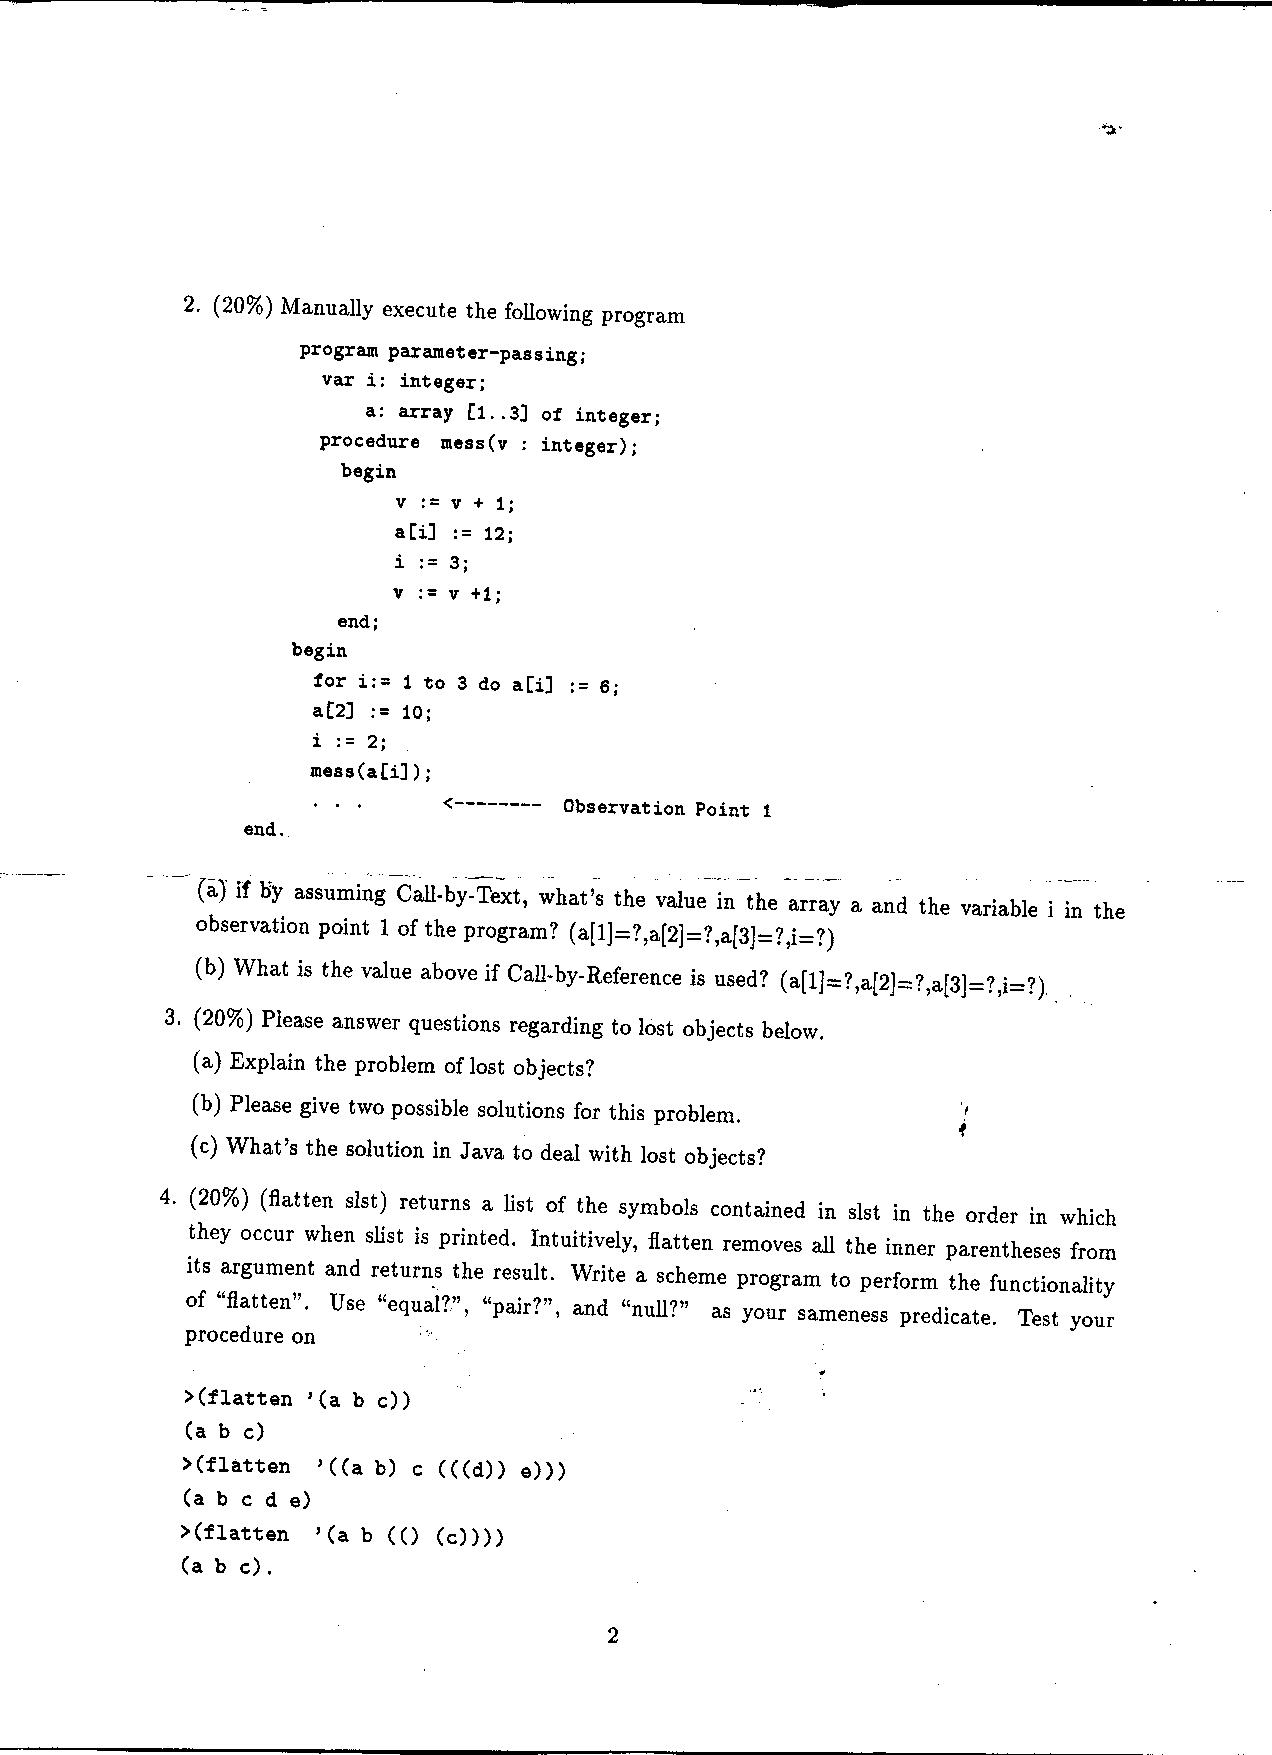 2. (20%) Manually execute the following program
program parameter-passing;
var i: integer;
a: array [1..3] of integer;
procedure mess(v : integer);
begin
v := v + 1;
a[i] := 12;
i := 3;
v := v +1;
end;
begin
for i:= 1 to 3 do a[i] := 6;
a[2] := 10;
i := 2;
mess(a[i]);
. . . <-------- Observation Point 1
end.
(a) if by assuming Call-by-Text, what's the value in the array a and the variable i in the
observation point 1 of the program? (a[1]=?,a[2]=?,a[3]=?,i=?)
(b) What is the value above if Call-by-Reference is used? (a[1]=?,a[2]=?,a[3]=?,i=?).
3. (20%) Please answer questions regarding to lost objects below.
(a) Explain the problem of lost objects?
(b) Please give two possible solutions for this problem.
(c) What's the solution in Java to deal with lost objects?
4. (20%) (flatten slst) returns a list of the symbols contained in slst in the order in which
they occur when slist is printed. Intuitively, flatten removes all the inner parentheses from
its argument and returns the result. Write a scheme program to perform the functionality
of "flatten". Use "equal?", "pair?", and "null?" as your sameness predicate. Test your
procedure on
>(flatten '(a b c))
(a b c)
>(flatten '((a b) c (((d)) e)))
(a b c d e)
>(flatten '(a b (() (c))))
(a b c).
2